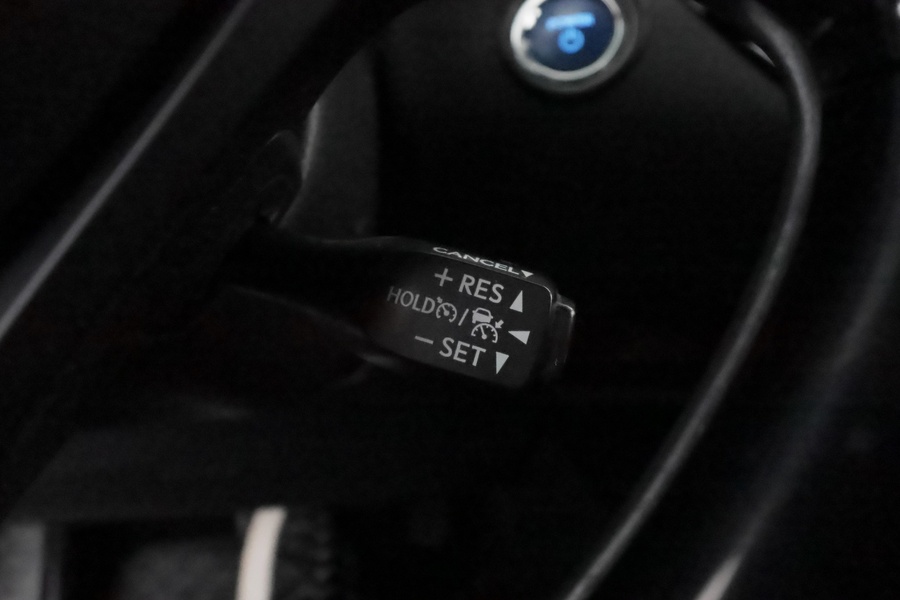 CANCEL▼
+ RES ▲
HOLD / ◀
− SET ▼